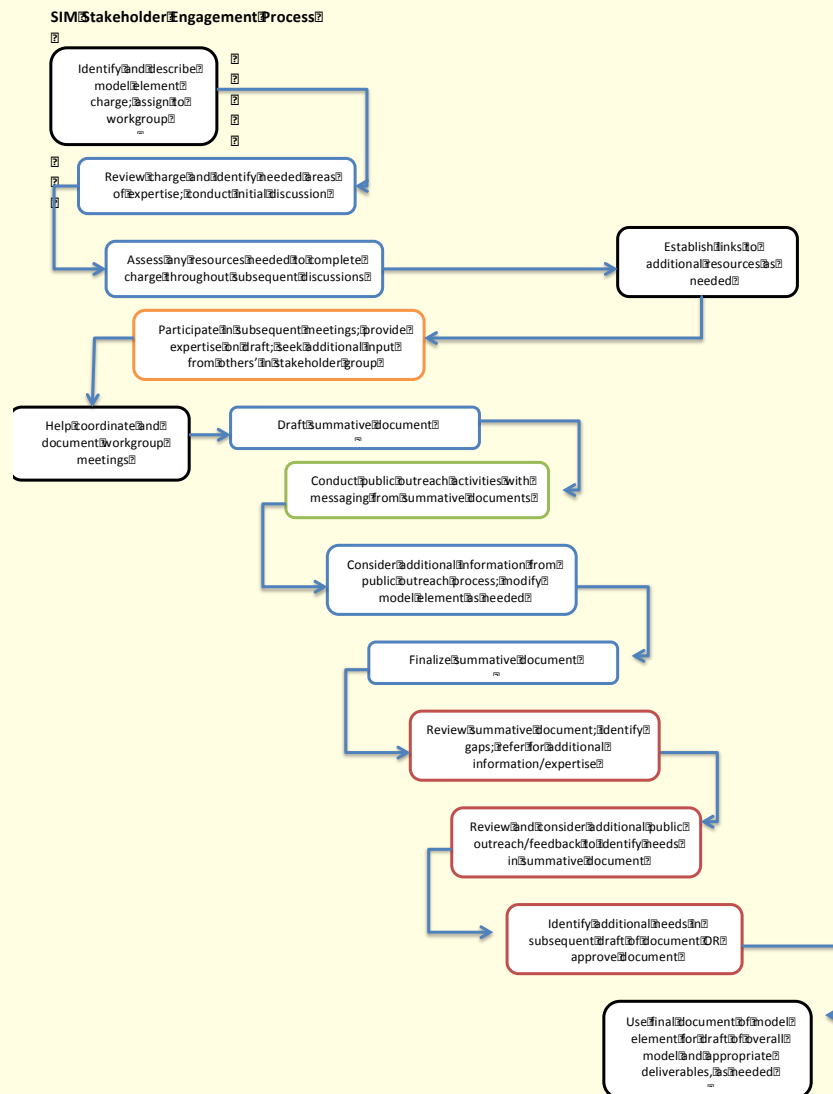 SIM Stakeholder Engagement Process
Identify and describe
model element
charge; assign to
workgroup
Review charge and identify needed areas
of expertise; conduct initial discussion
Assess any resources needed to complete
charge throughout subsequent discussions
Establish links to
additional resources as
needed
Participate in subsequent meetings; provide
expertise on draft; seek additional input
from others' in stakeholder group
Help coordinate and
document workgroup
meetings
Draft summative document
Conduct public outreach activities with
messaging from summative documents
Consider additional information from
public outreach process; modify
model element as needed
Finalize summative document
Review summative document; identify
gaps; refer for additional
information/expertise
Review and consider additional public
outreach/feedback to identify needs
in summative document
Identify additional needs in
subsequent draft of document OR
approve document
Use final document of model
element for draft of overall
model and appropriate
deliverables, as needed